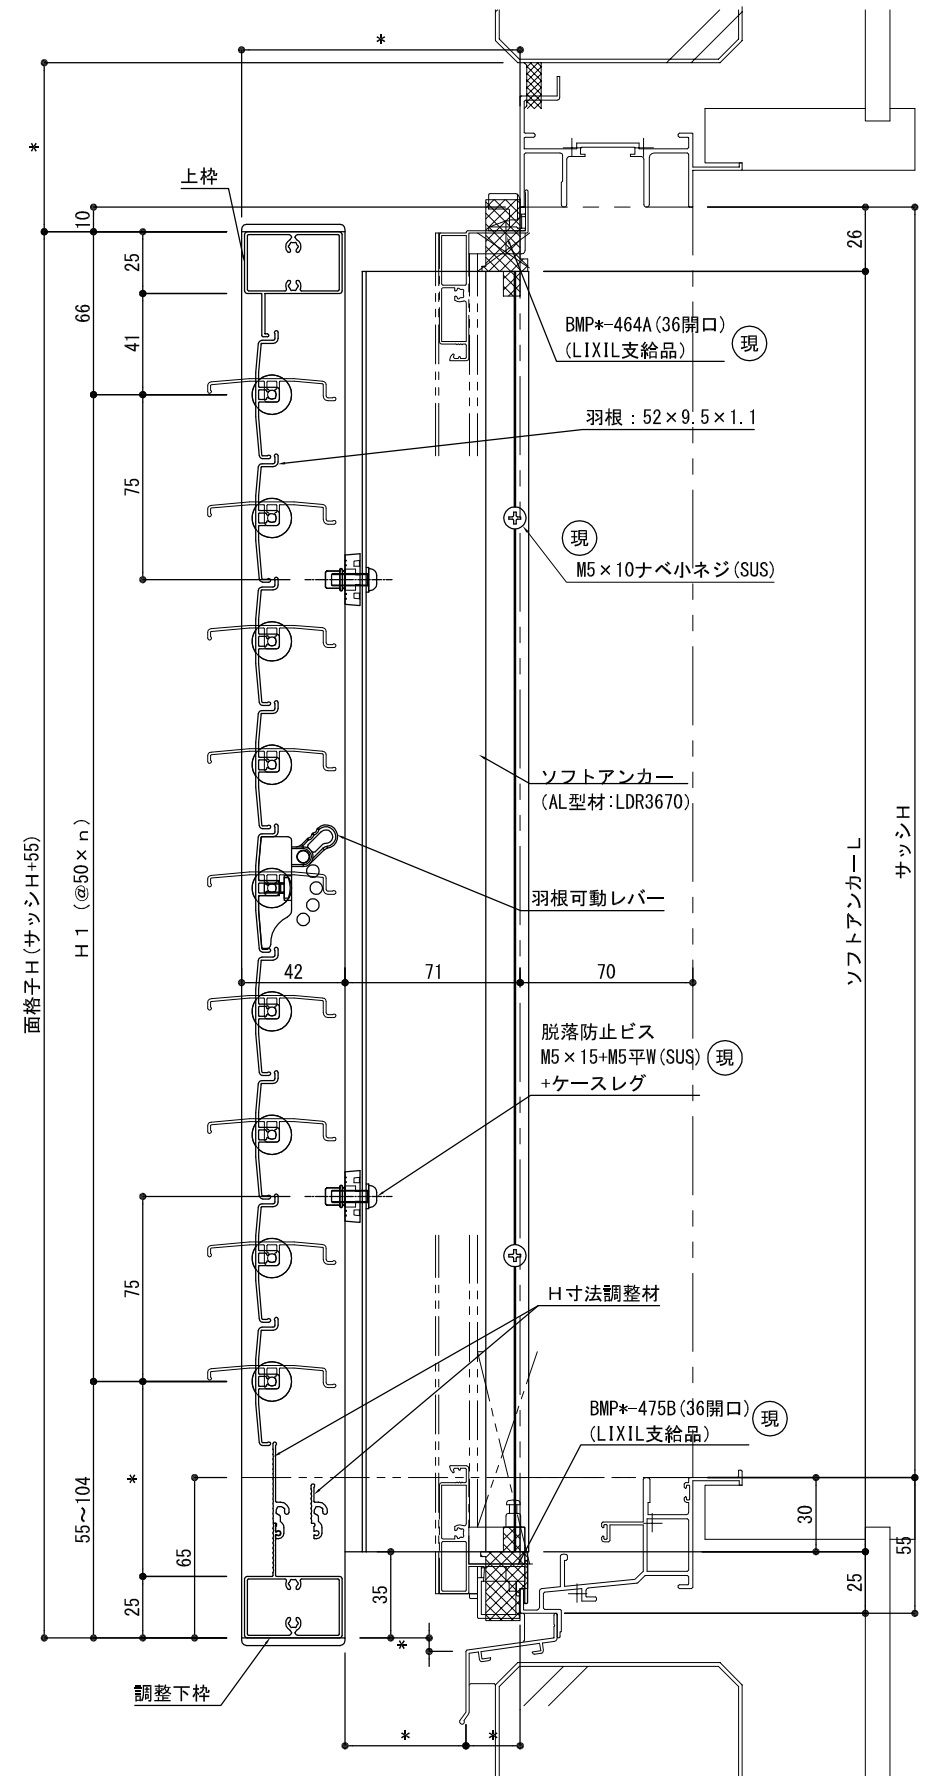 *
*
上枠
10
25
26
66
BMP*-464A(36開口)
(LIXIL支給品)
現
41
羽根：52×9.5×1.1
75
現
M5×10ナベ小ネジ(SUS)
ソフトアンカー
(AL型材:LDR3670)
面格子H(サッシH+55)
H1 (@50×n)
サッシH
ソフトアンカーL
羽根可動レバー
42
71
70
脱落防止ビス
M5×15+M5平W(SUS)
+ケースレグ
現
75
H寸法調整材
BMP*-475B(36開口)
(LIXIL支給品)
現
55〜104
*
65
30
55
25
35
25
*
調整下枠
*
*